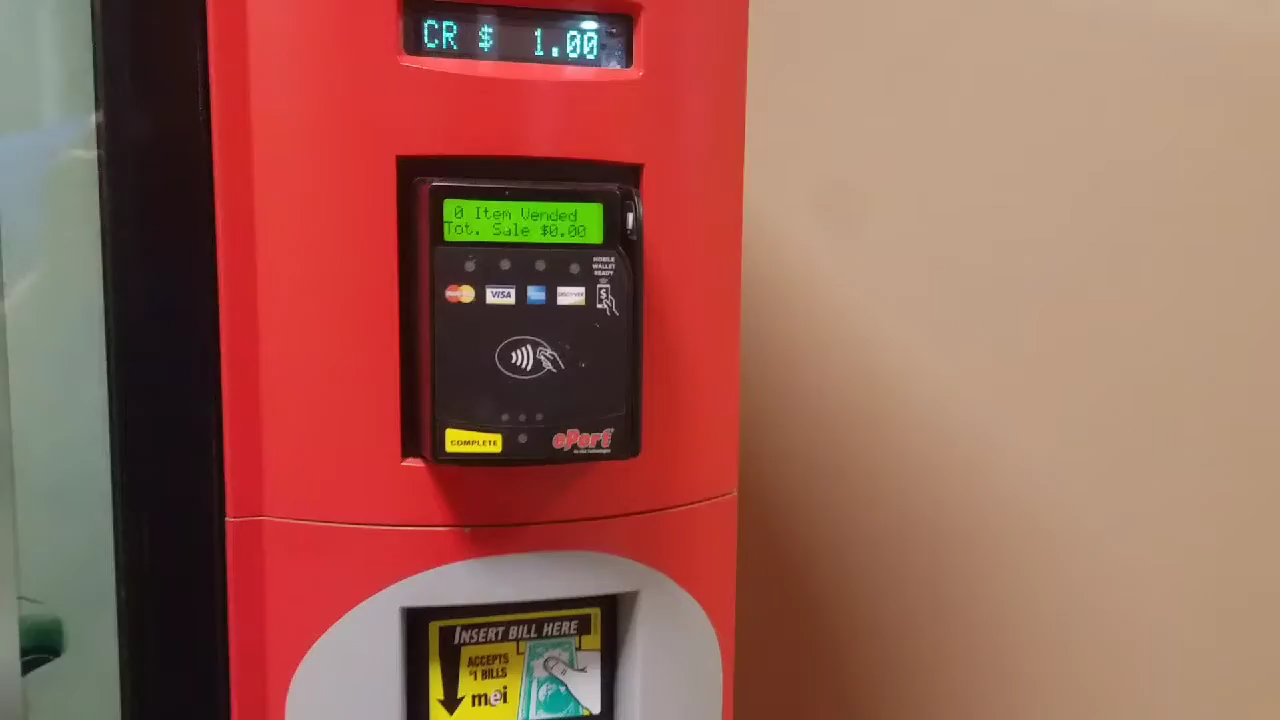 CR $ 1.00
0 Item Vended
Tot. Sale $0.00
MOBILE
WALLET
READY
MasterCard
VISA
DISCOVER
COMPLETE
ePort
INSERT BILL HERE
ACCEPTS
$1 BILLS
mei